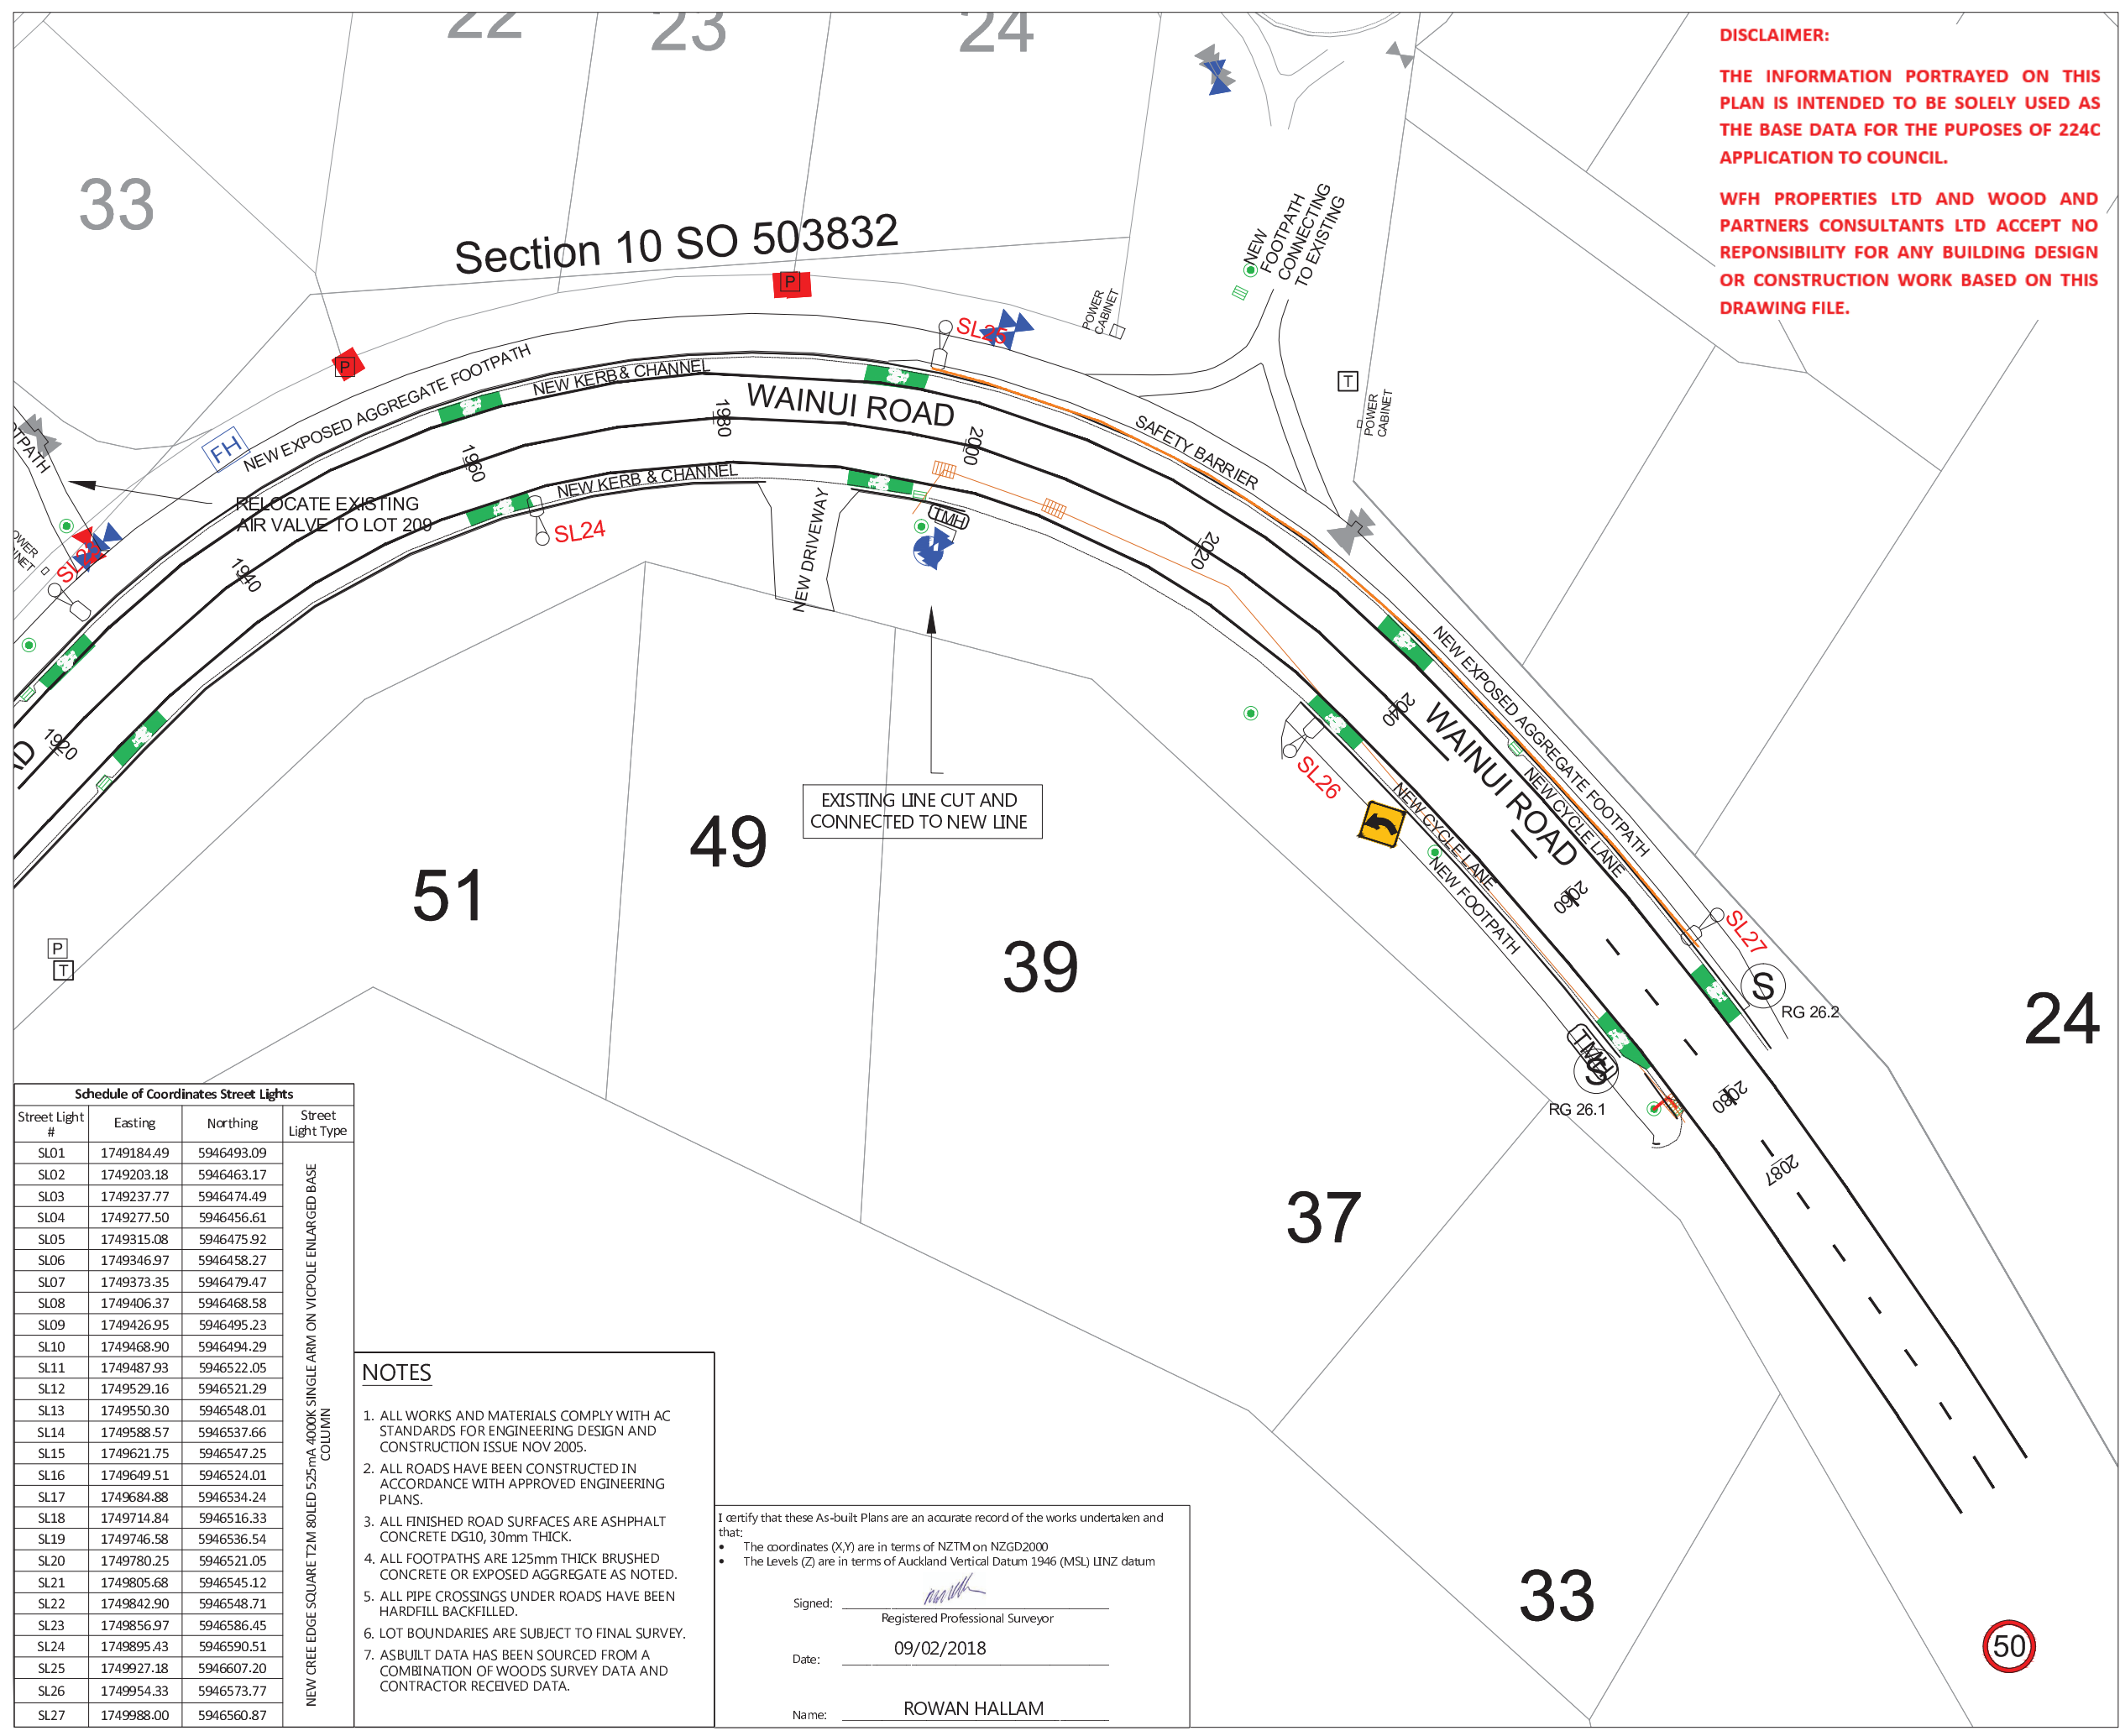 22
23
24
33
Section 10 SO 503832
DISCLAIMER:
THE INFORMATION PORTRAYED ON THIS
PLAN IS INTENDED TO BE SOLELY USED AS
THE BASE DATA FOR THE PUPOSES OF 224C
APPLICATION TO COUNCIL.
WFH PROPERTIES LTD AND WOOD AND
PARTNERS CONSULTANTS LTD ACCEPT NO
REPONSIBILITY FOR ANY BUILDING DESIGN
OR CONSTRUCTION WORK BASED ON THIS
DRAWING FILE.
NEW
FOOTPATH
CONNECTING
TO EXISTING
P
P
SL25
POWER
CABINET
T
POWER
CABINET
FH
NEW EXPOSED AGGREGATE FOOTPATH
NEW KERB & CHANNEL
WAINUI ROAD
1980
2000
SAFETY BARRIER
1960
NEW KERB & CHANNEL
RELOCATE EXISTING
AIR VALVE TO LOT 209
SL24
NEW DRIVEWAY
TMH
2020
1940
1920
NEW EXPOSED AGGREGATE FOOTPATH
2040
WAINUI ROAD
NEW CYCLE LANE
SL26
NEW CYCLE LANE
NEW FOOTPATH
2060
EXISTING LINE CUT AND
CONNECTED TO NEW LINE
49
51
39
P
T
SL27
S
RG 26.2
24
TMH
S
RG 26.1
2080
2087
37
33
50
Schedule of Coordinates Street Lights
Street Light # Easting Northing Street Light Type
SL01 1749184.49 5946493.09
SL02 1749203.18 5946463.17
SL03 1749237.77 5946474.49
SL04 1749277.50 5946456.61
SL05 1749315.08 5946475.92
SL06 1749346.97 5946458.27
SL07 1749373.35 5946479.47
SL08 1749406.37 5946468.58
SL09 1749426.95 5946495.23
SL10 1749468.90 5946494.29
SL11 1749487.93 5946522.05
SL12 1749529.16 5946521.29
SL13 1749550.30 5946548.01
SL14 1749588.57 5946537.66
SL15 1749621.75 5946547.25
SL16 1749649.51 5946524.01
SL17 1749684.88 5946534.24
SL18 1749714.84 5946516.33
SL19 1749746.58 5946536.54
SL20 1749780.25 5946521.05
SL21 1749805.68 5946545.12
SL22 1749842.90 5946548.71
SL23 1749856.97 5946586.45
SL24 1749895.43 5946590.51
SL25 1749927.18 5946607.20
SL26 1749954.33 5946573.77
SL27 1749988.00 5946560.87
NEW CREE EDGE SQUARE T2M 80LED 525mA 4000K SINGLE ARM ON VICPOLE ENLARGED BASE
COLUMN
NOTES
1. ALL WORKS AND MATERIALS COMPLY WITH AC
STANDARDS FOR ENGINEERING DESIGN AND
CONSTRUCTION ISSUE NOV 2005.
2. ALL ROADS HAVE BEEN CONSTRUCTED IN
ACCORDANCE WITH APPROVED ENGINEERING
PLANS.
3. ALL FINISHED ROAD SURFACES ARE ASHPHALT
CONCRETE DG10, 30mm THICK.
4. ALL FOOTPATHS ARE 125mm THICK BRUSHED
CONCRETE OR EXPOSED AGGREGATE AS NOTED.
5. ALL PIPE CROSSINGS UNDER ROADS HAVE BEEN
HARDFILL BACKFILLED.
6. LOT BOUNDARIES ARE SUBJECT TO FINAL SURVEY.
7. ASBUILT DATA HAS BEEN SOURCED FROM A
COMBINATION OF WOODS SURVEY DATA AND
CONTRACTOR RECEIVED DATA.
I certify that these As-built Plans are an accurate record of the works undertaken and
that:
• The coordinates (X,Y) are in terms of NZTM on NZGD2000
• The Levels (Z) are in terms of Auckland Vertical Datum 1946 (MSL) LINZ datum
Signed:
Registered Professional Surveyor
Date: 09/02/2018
Name: ROWAN HALLAM